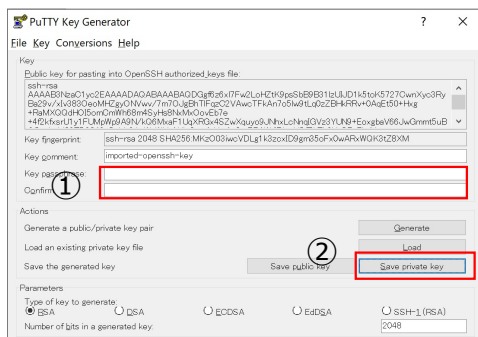 PuTTY Key Generator
File Key Conversions Help
Key
Public key for pasting into OpenSSH authorized_keys file:
ssh-rsa
Key fingerprint: ssh-rsa 2048 SHA256:MKzO03iwcVDLg1k3zoxID9gm35oFx0wARxWQK3tZ8XM
Key comment: imported-openssh-key
Key passphrase:
①
Confirm
Actions
Generate a public/private key pair Generate
Load an existing private key file Load
②
Save the generated key Save public key Save private key
Parameters
Type of key to generate:
RSA DSA ECDSA EdDSA SSH-1 (RSA)
Number of bits in a generated key: 2048